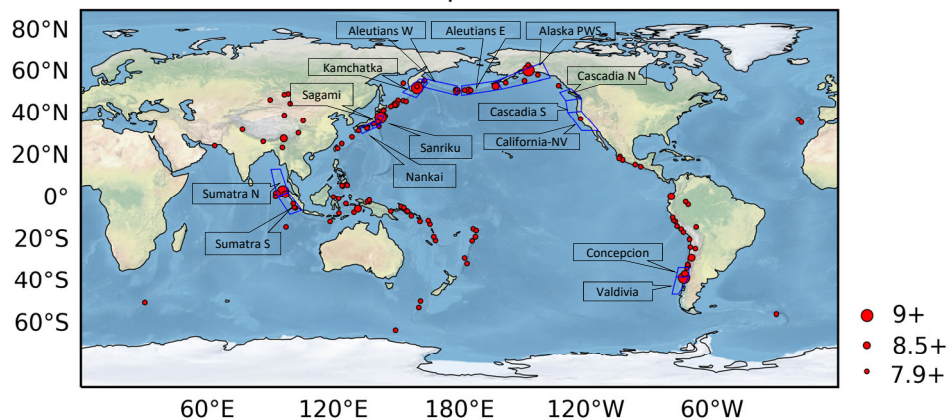 80°N
60°N
40°N
20°N
0°
20°S
40°S
60°S
Aleutians W
Aleutians E
Alaska PWS
Kamchatka
Cascadia N
Sagami
Cascadia S
California-NV
Sanriku
Nankai
Sumatra N
Sumatra S
Concepcion
Valdivia
9+
8.5+
7.9+
60°E
120°E
180°E
120°W
60°W